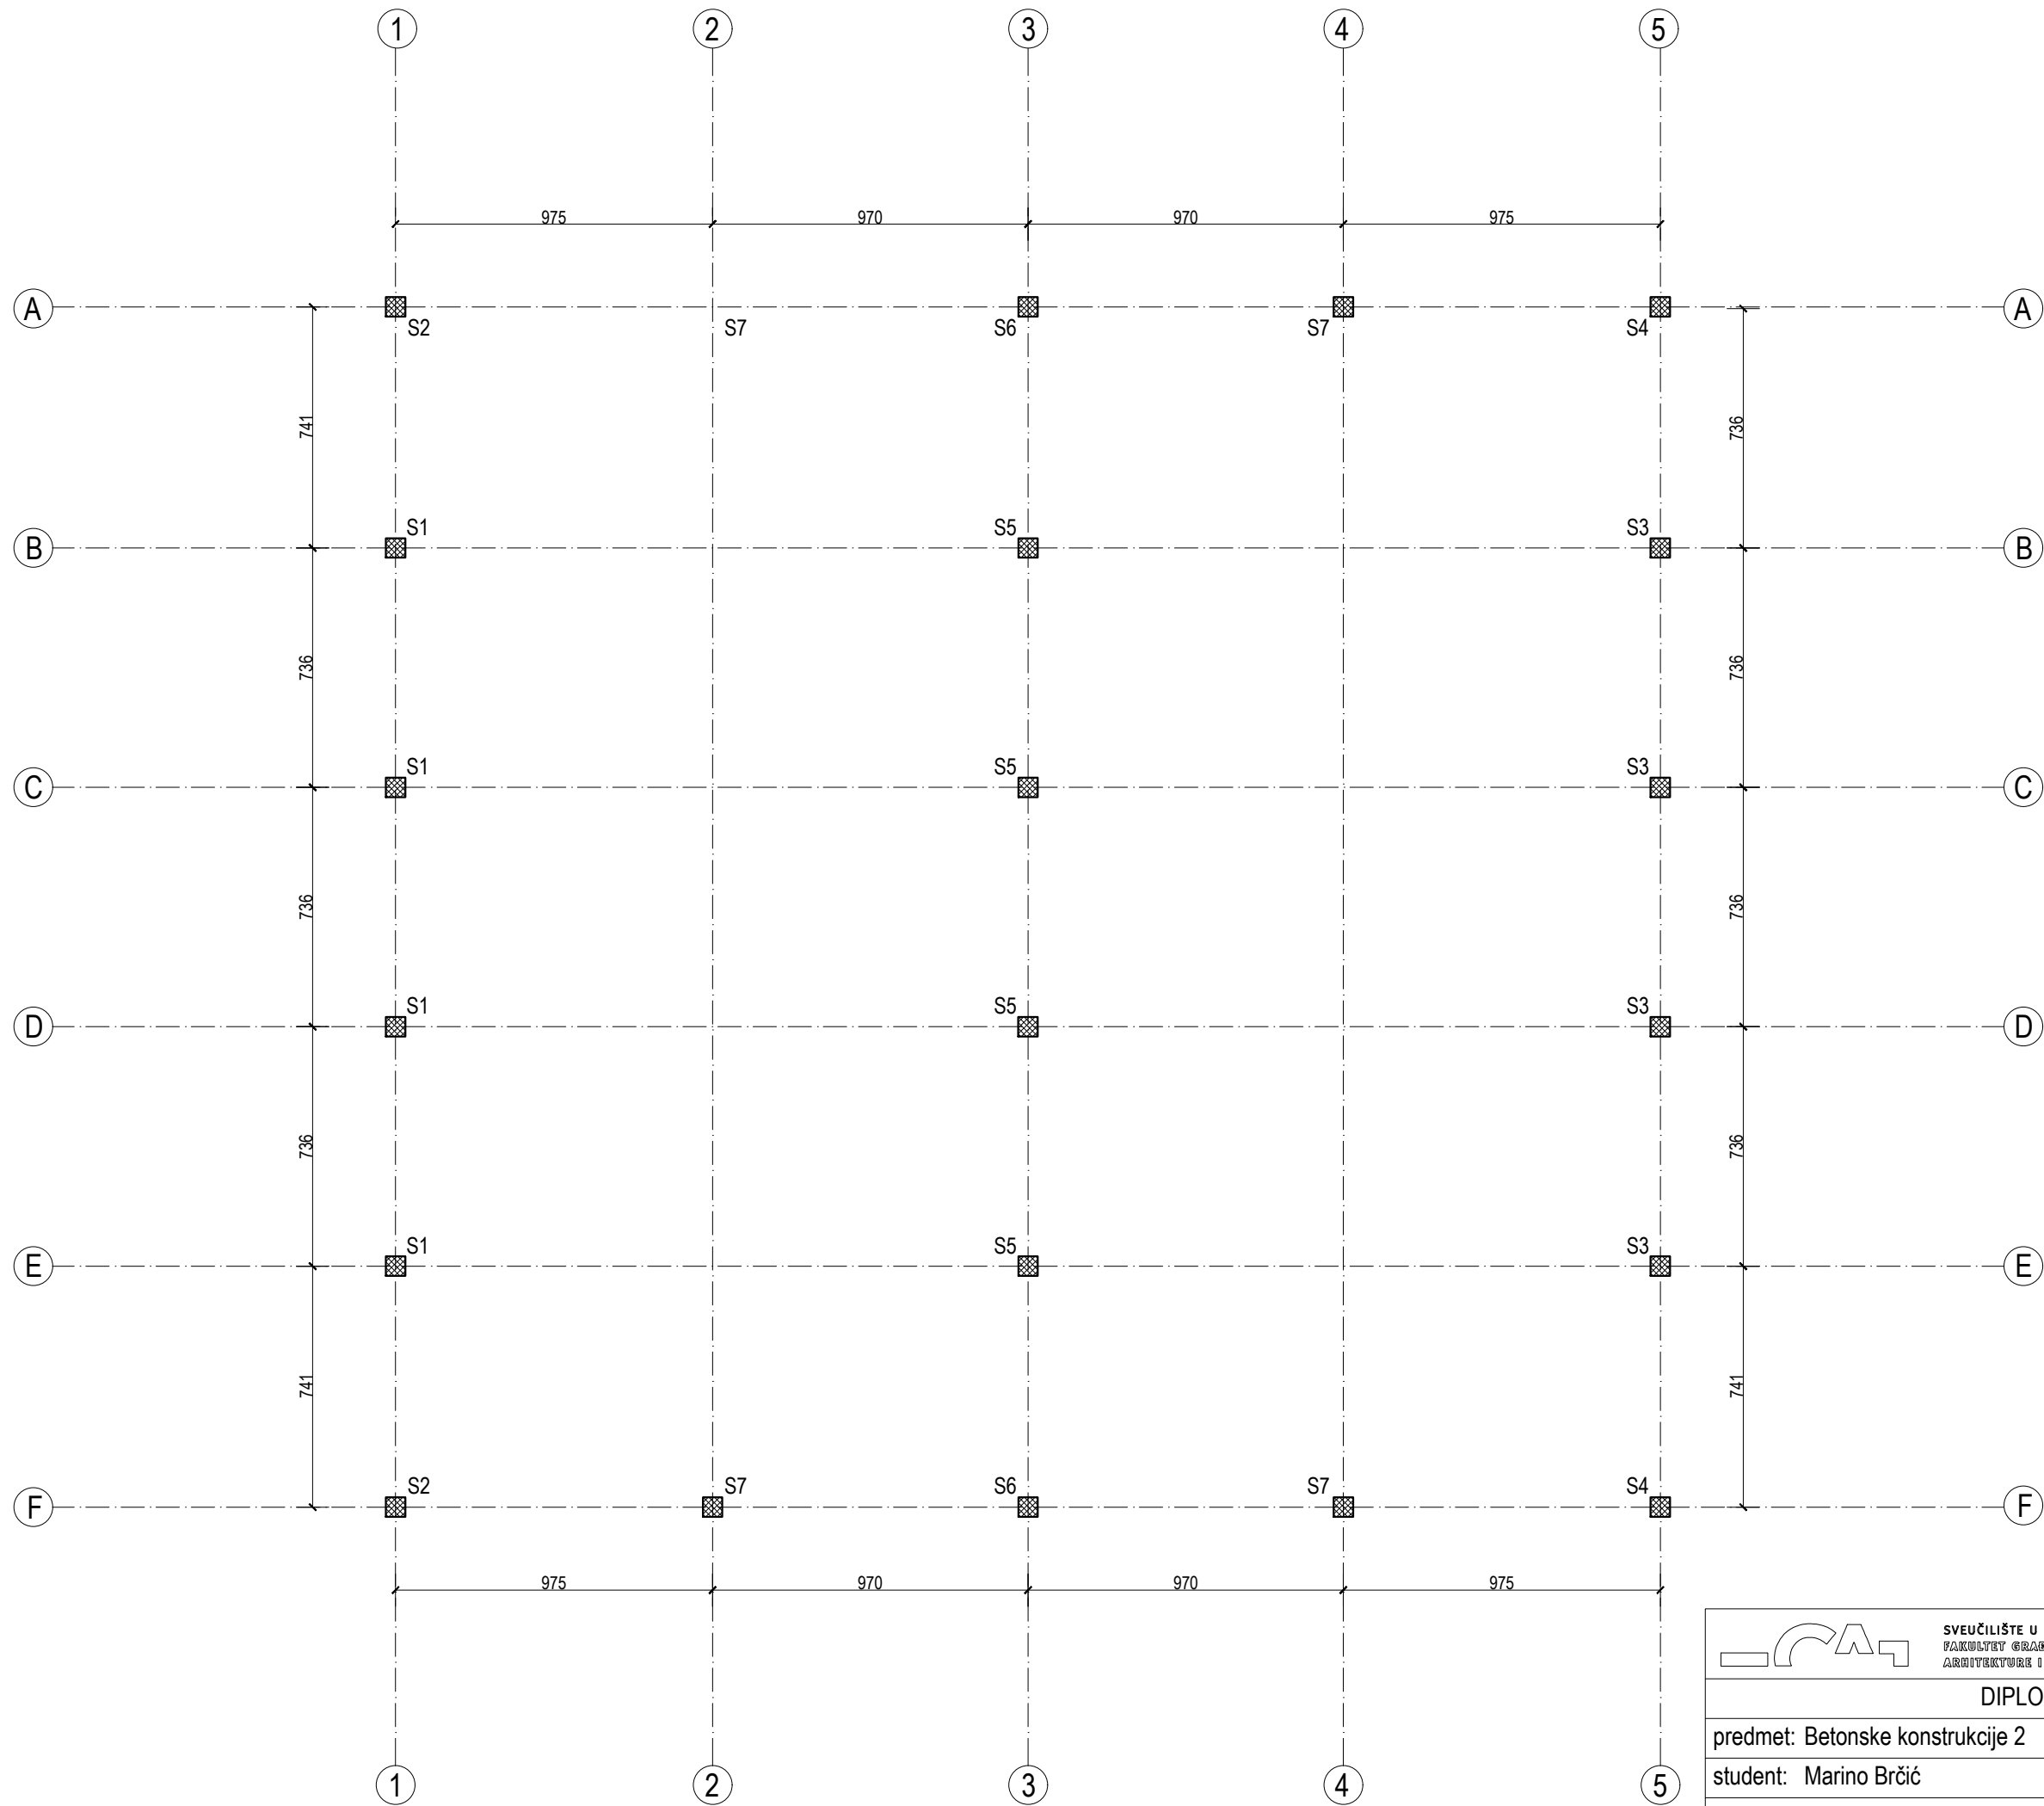 1 2 3 4 5
975 970 970 975
A A
S2 S7 S6 S7 S4
741 736
S1 S5 S3
B B
736 736
S1 S5 S3
C C
736 736
S1 S5 S3
D D
736 736
S1 S5 S3
E E
741 741
S2 S7 S6 S7 S4
F F
975 970 970 975
1 2 3 4 5
SVEUČILIŠTE U
FAKULTET GRAĐ
ARHITEKTURE I
DIPLO
predmet: Betonske konstrukcije 2
student: Marino Brčić